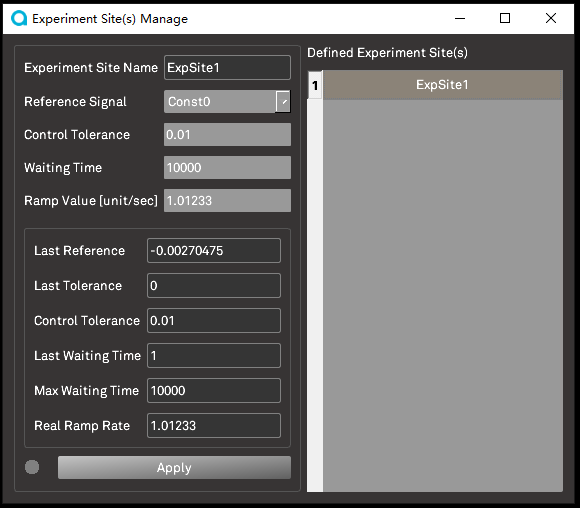 Experiment Site(s) Manage
Experiment Site Name ExpSite1
Reference Signal Const0
Control Tolerance 0.01
Waiting Time 10000
Ramp Value [unit/sec] 1.01233
Last Reference -0.00270475
Last Tolerance 0
Control Tolerance 0.01
Last Waiting Time 1
Max Waiting Time 10000
Real Ramp Rate 1.01233
Apply
Defined Experiment Site(s)
1 ExpSite1